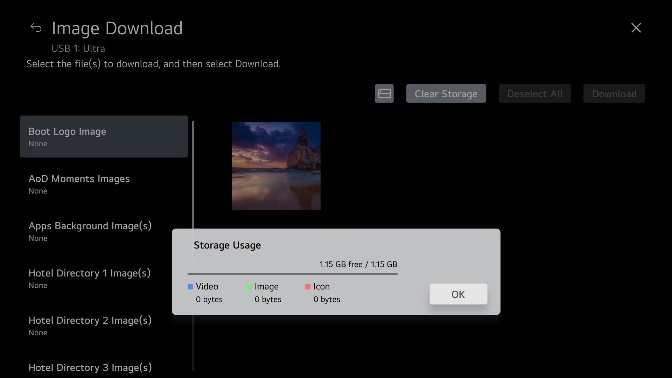 Image Download
USB 1: Ultra
Select the file(s) to download, and then select Download.
Clear Storage
Deselect All
Download
Boot Logo Image
None
AoD Moments Images
None
Apps Background Image(s)
None
Hotel Directory 1 Image(s)
None
Hotel Directory 2 Image(s)
None
Hotel Directory 3 Image(s)
Storage Usage
1.15 GB free / 1.15 GB
Video
0 bytes
Image
0 bytes
Icon
0 bytes
OK